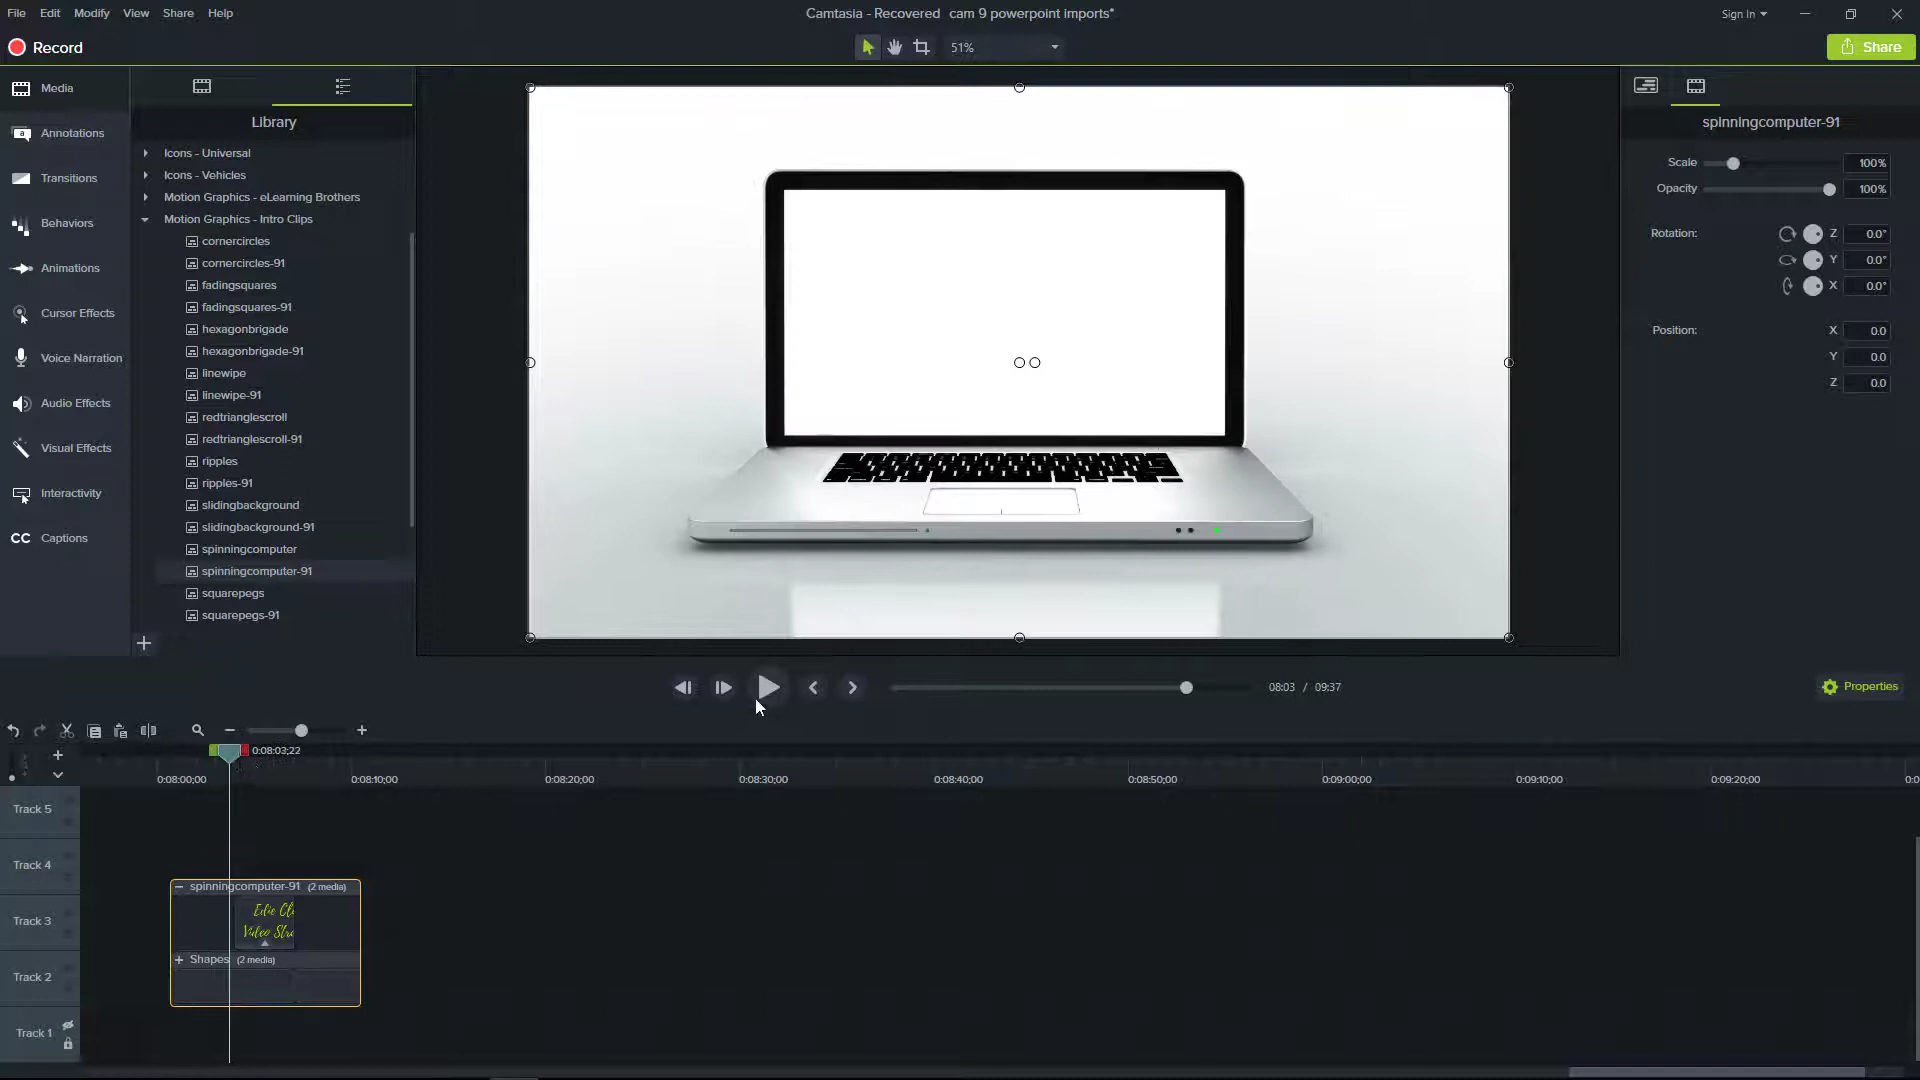 File Edit Modify View Share Help
Camtasia - Recovered cam 9 powerpoint imports*
Sign In
Record
51%
Share
Media
Annotations
Transitions
Behaviors
Animations
Cursor Effects
Voice Narration
Audio Effects
Visual Effects
Interactivity
CC Captions
Library
Icons - Universal
Icons - Vehicles
Motion Graphics - eLearning Brothers
Motion Graphics - Intro Clips
cornercircles
cornercircles-91
fadingsquares
fadingsquares-91
hexagonbrigade
hexagonbrigade-91
linewipe
linewipe-91
redtrianglescroll
redtrianglescroll-91
ripples
ripples-91
slidingbackground
slidingbackground-91
spinningcomputer
spinningcomputer-91
squarepegs
squarepegs-91
spinningcomputer-91
Scale 100%
Opacity 100%
Rotation: Z 0.0°
Y 0.0°
X 0.0°
Position: X 0.0
Y 0.0
Z 0.0
08:03 / 09:37
Properties
0:08:03;22
0:08:00;00 0:08:10;00 0:08:20;00 0:08:30;00 0:08:40;00 0:08:50;00 0:09:00;00 0:09:10;00 0:09:20;00
Track 5
Track 4
Track 3
Track 2
Track 1
spinningcomputer-91 (2 media)
Video
Shapes (2 media)